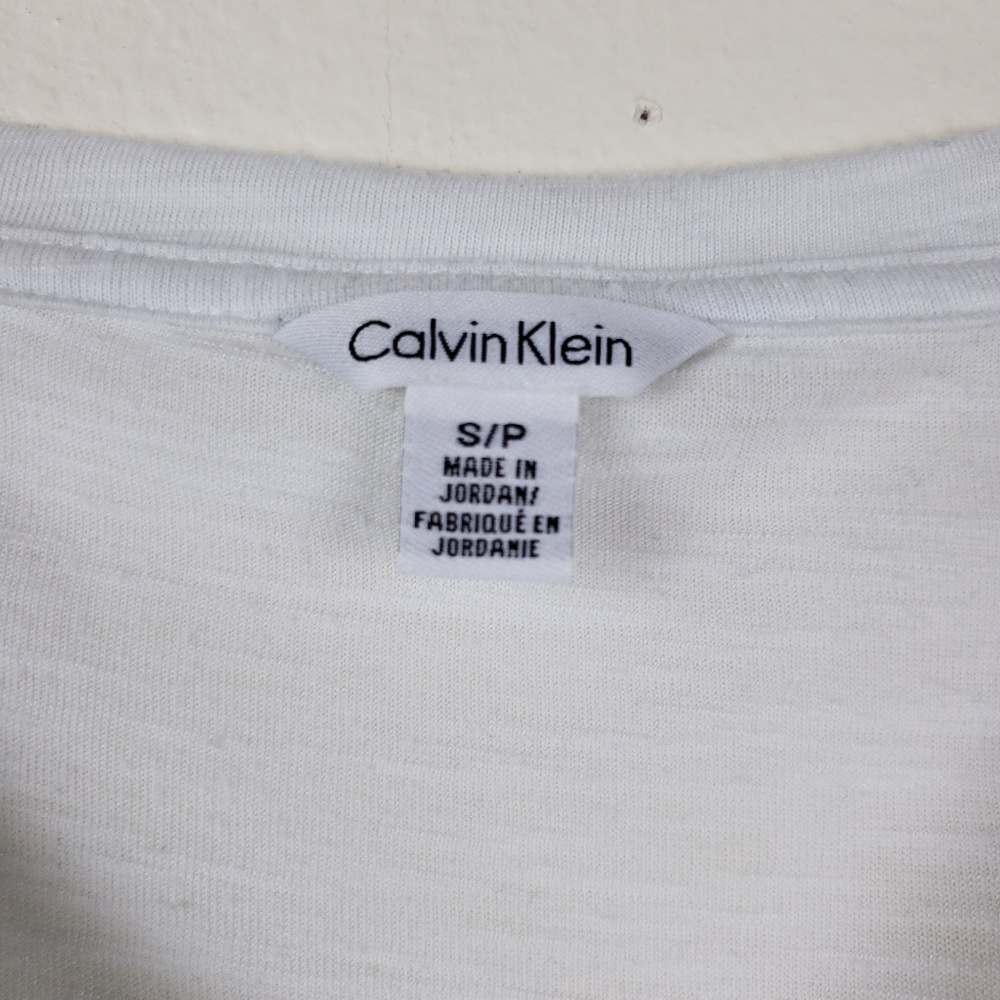 Calvin Klein
S/P
MADE IN
JORDAN/
FABRIQUÉ EN
JORDANIE